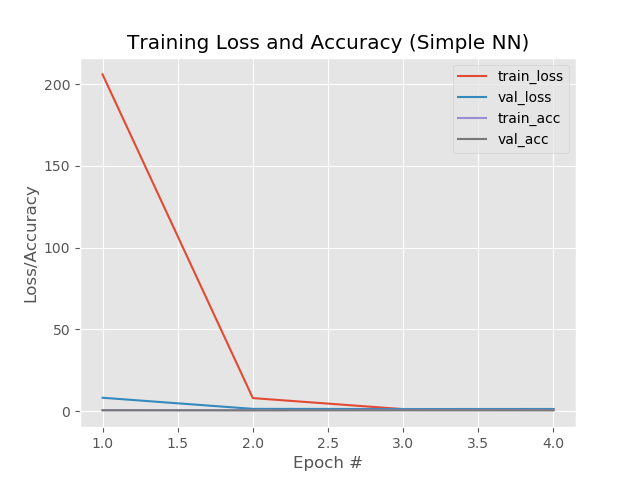 Training Loss and Accuracy (Simple NN)
train_loss
val_loss
train_acc
val_acc
Loss/Accuracy
200
150
100
50
0
1.0 1.5 2.0 2.5 3.0 3.5 4.0
Epoch #